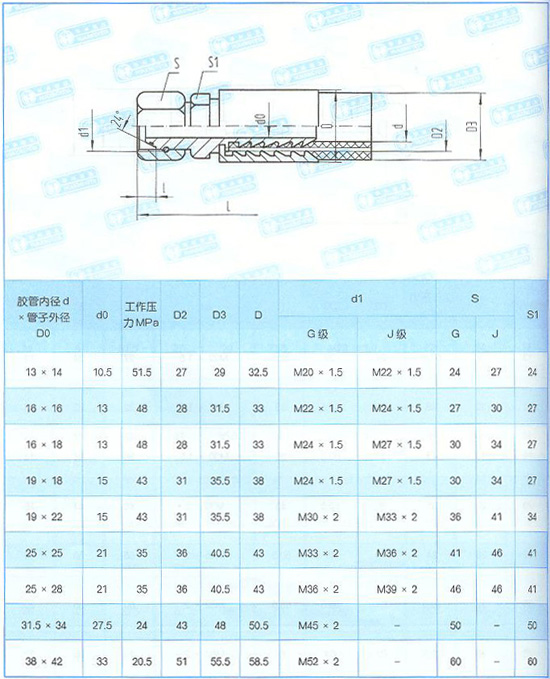 S S1
24°
d1 d0 D d D2 D3
l
l
胶管内径 d d0 工作压 D2 D3 D d1 S S1
×管子外径 力MPa G 级 J 级 G J
D0
13 × 14 10.5 51.5 27 29 32.5 M20 × 1.5 M22 × 1.5 24 27 24
16 × 16 13 48 28 31.5 33 M22 × 1.5 M24 × 1.5 27 30 27
16 × 18 13 48 28 31.5 33 M24 × 1.5 M27 × 1.5 30 34 27
19 × 18 15 43 31 35.5 38 M24 × 1.5 M27 × 1.5 30 34 27
19 × 22 15 43 31 35.5 38 M30 × 2 M33 × 2 36 41 34
25 × 25 21 35 36 40.5 43 M33 × 2 M36 × 2 41 46 41
25 × 28 21 35 36 40.5 43 M36 × 2 M39 × 2 46 46 41
31.5 × 34 27.5 24 43 48 50.5 M45 × 2 – 50 – 50
38 × 42 33 20.5 51 55.5 58.5 M52 × 2 – 60 – 60